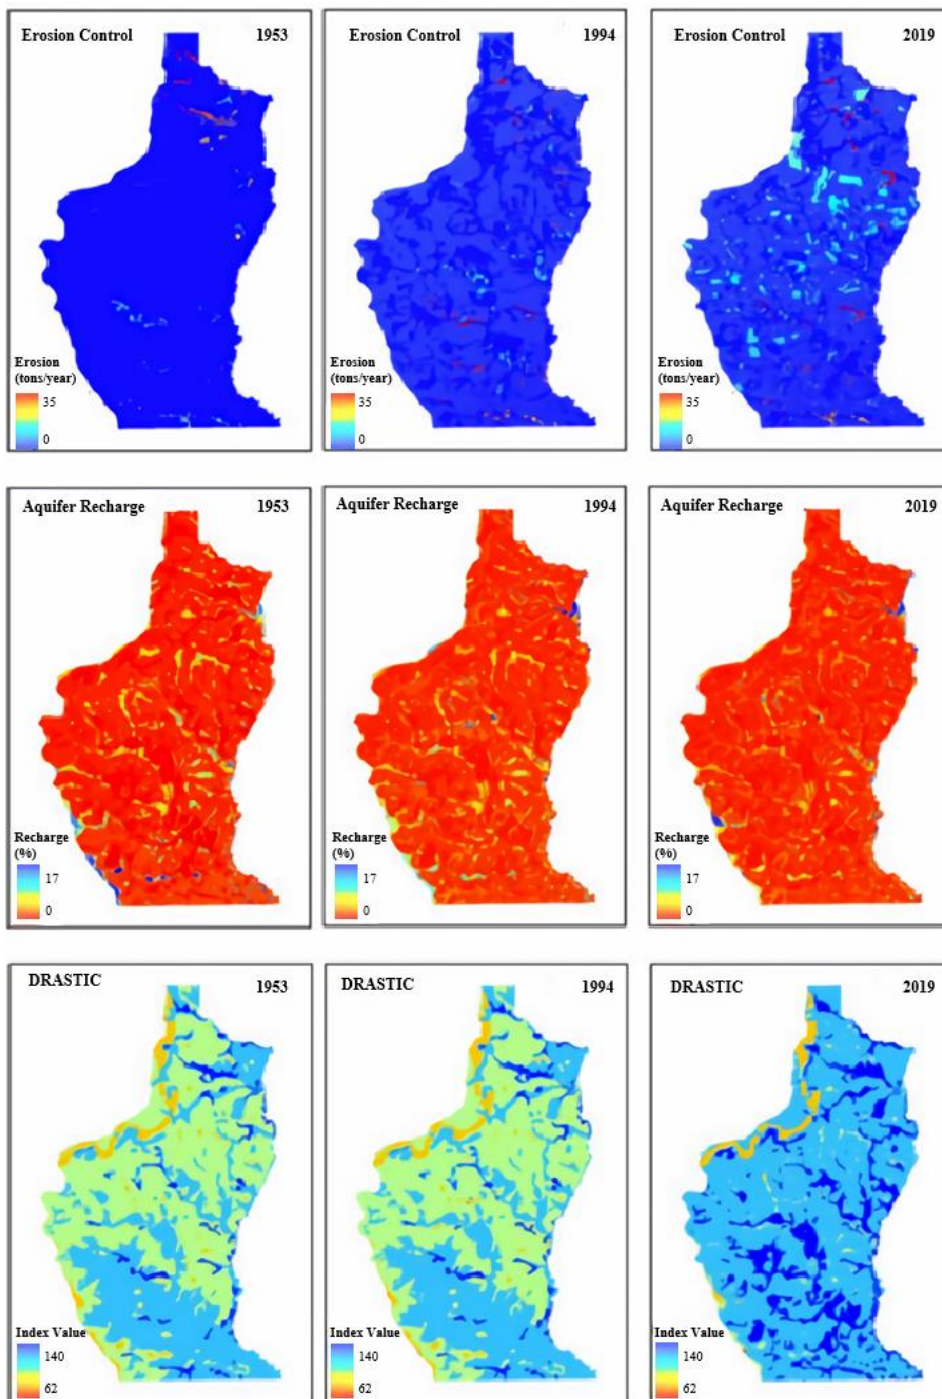 Erosion Control 1953
Erosion
(tons/year)
35
0
Erosion Control 1994
Erosion
(tons/year)
35
0
Erosion Control 2019
Erosion
(tons/year)
35
0
Aquifer Recharge 1953
Recharge
(%)
17
0
Aquifer Recharge 1994
Recharge
(%)
17
0
Aquifer Recharge 2019
Recharge
(%)
17
0
DRASTIC 1953
Index Value
140
62
DRASTIC 1994
Index Value
140
62
DRASTIC 2019
Index Value
140
62